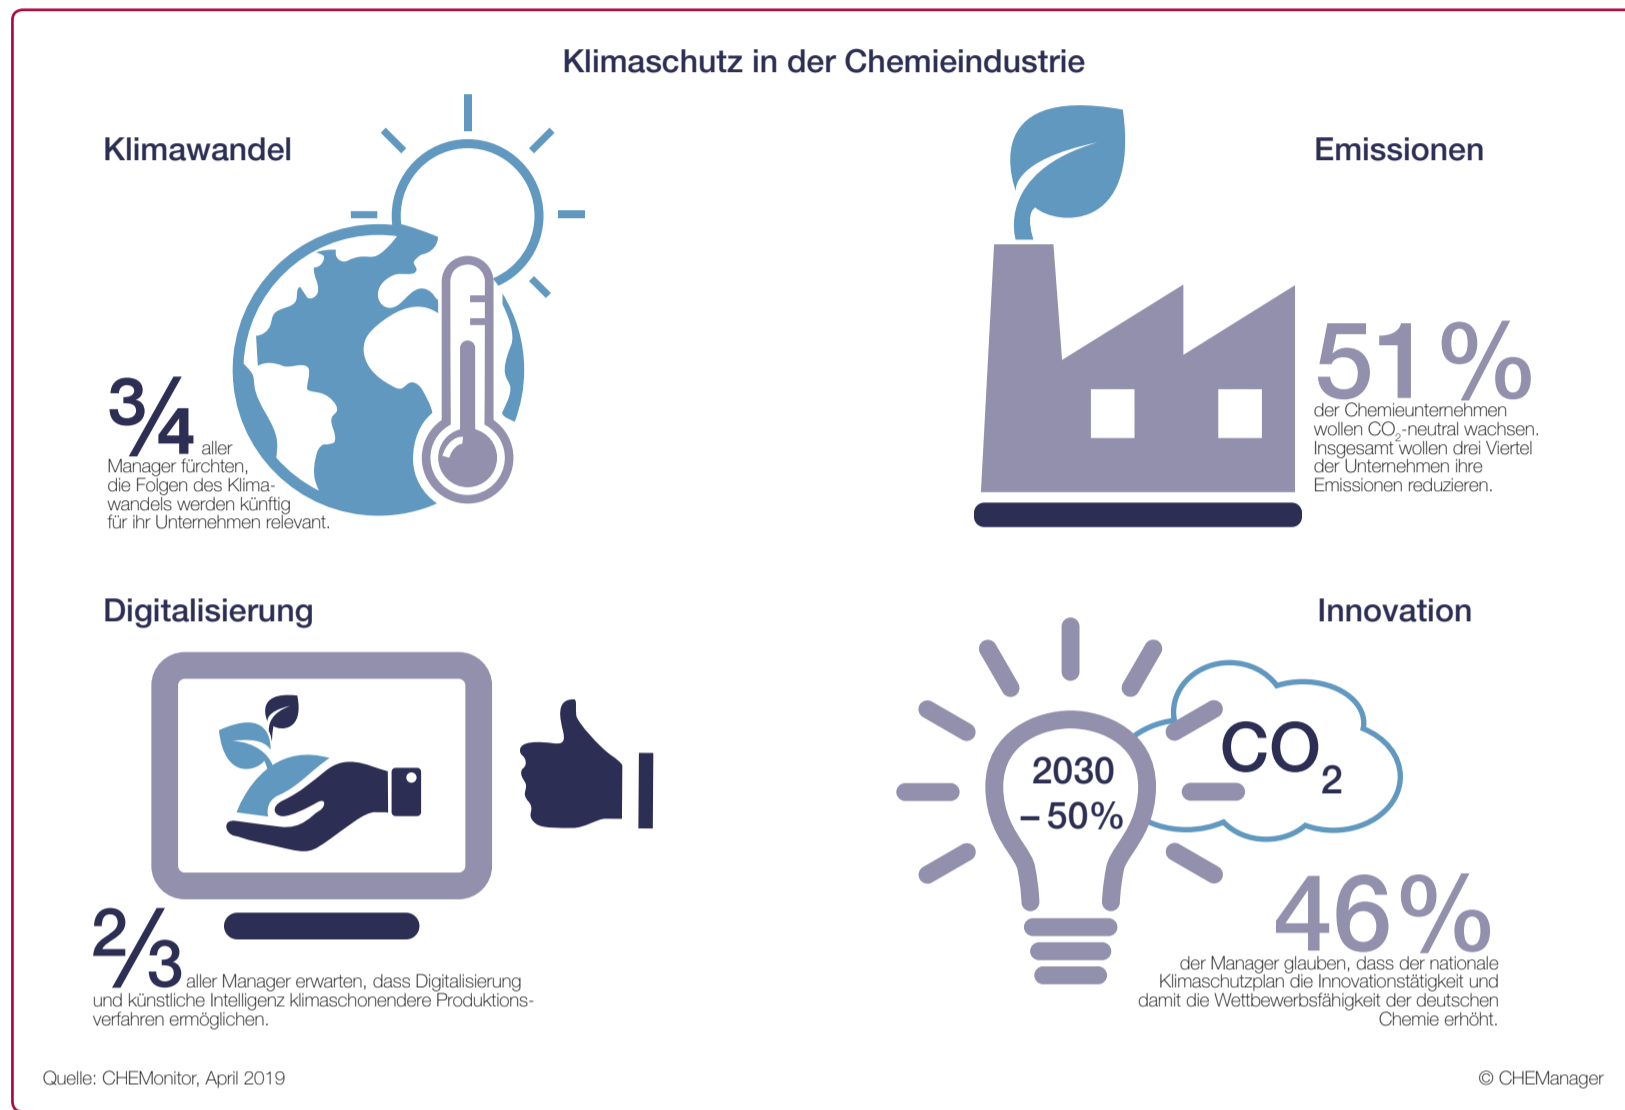 Klimaschutz in der Chemieindustrie
Klimawandel
3/4 aller
Manager fürchten,
die Folgen des Klima-
wandels werden künftig
für ihr Unternehmen relevant.
Emissionen
51 %
der Chemieunternehmen
wollen CO₂-neutral wachsen.
Insgesamt wollen drei Viertel
der Unternehmen ihre
Emissionen reduzieren.
Digitalisierung
2/3 aller Manager erwarten, dass Digitalisierung
und künstliche Intelligenz klimaschonendere Produktions-
verfahren ermöglichen.
Innovation
CO₂
2030
– 50%
46 %
der Manager glauben, dass der nationale
Klimaschutzplan die Innovationstätigkeit und
damit die Wettbewerbsfähigkeit der deutschen
Chemie erhöht.
Quelle: CHEMonitor, April 2019
© CHEManager